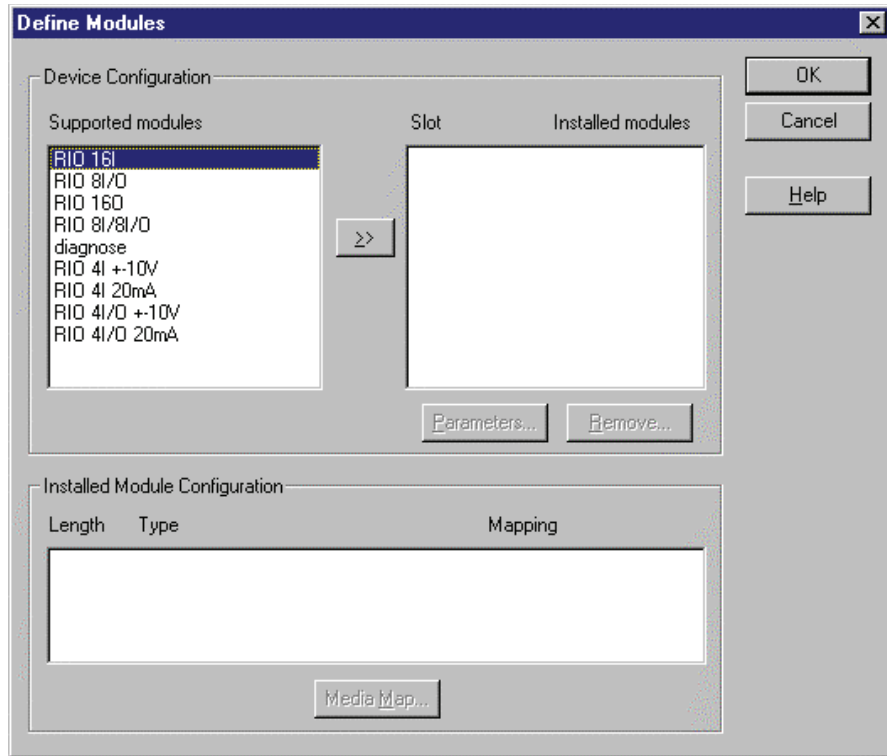 Define Modules
Device Configuration
OK
Supported modules Slot Installed modules
Cancel
RIO 16I
RIO 8I/O
RIO 16O
RIO 8I/8I/O
diagnose
RIO 4I +-10V
RIO 4I 20mA
RIO 4I/O +-10V
RIO 4I/O 20mA
>>
Help
Parameters... Remove...
Installed Module Configuration
Length Type Mapping
Media Map...